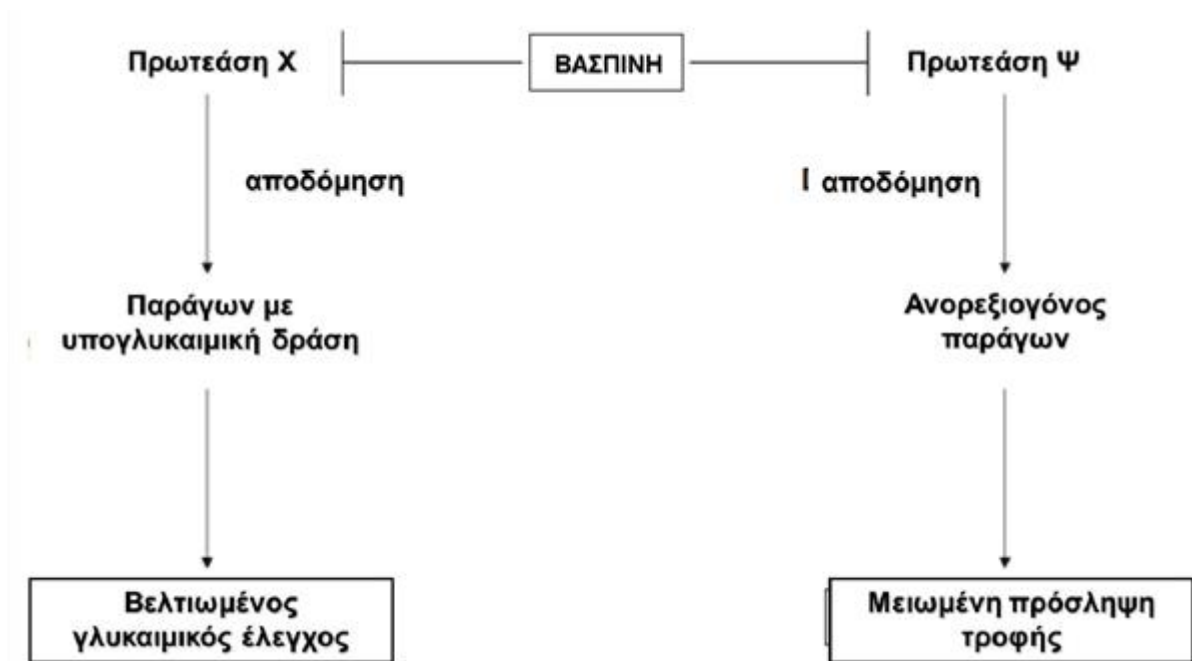 Πρωτεάση Χ
ΒΑΣΠΙΝΗ
Πρωτεάση Ψ
αποδόμηση
αποδόμηση
Παράγων με
υπογλυκαιμική δράση
Ανορεξιογόνος
παράγων
Βελτιωμένος
γλυκαιμικός έλεγχος
Μειωμένη πρόσληψη
τροφής